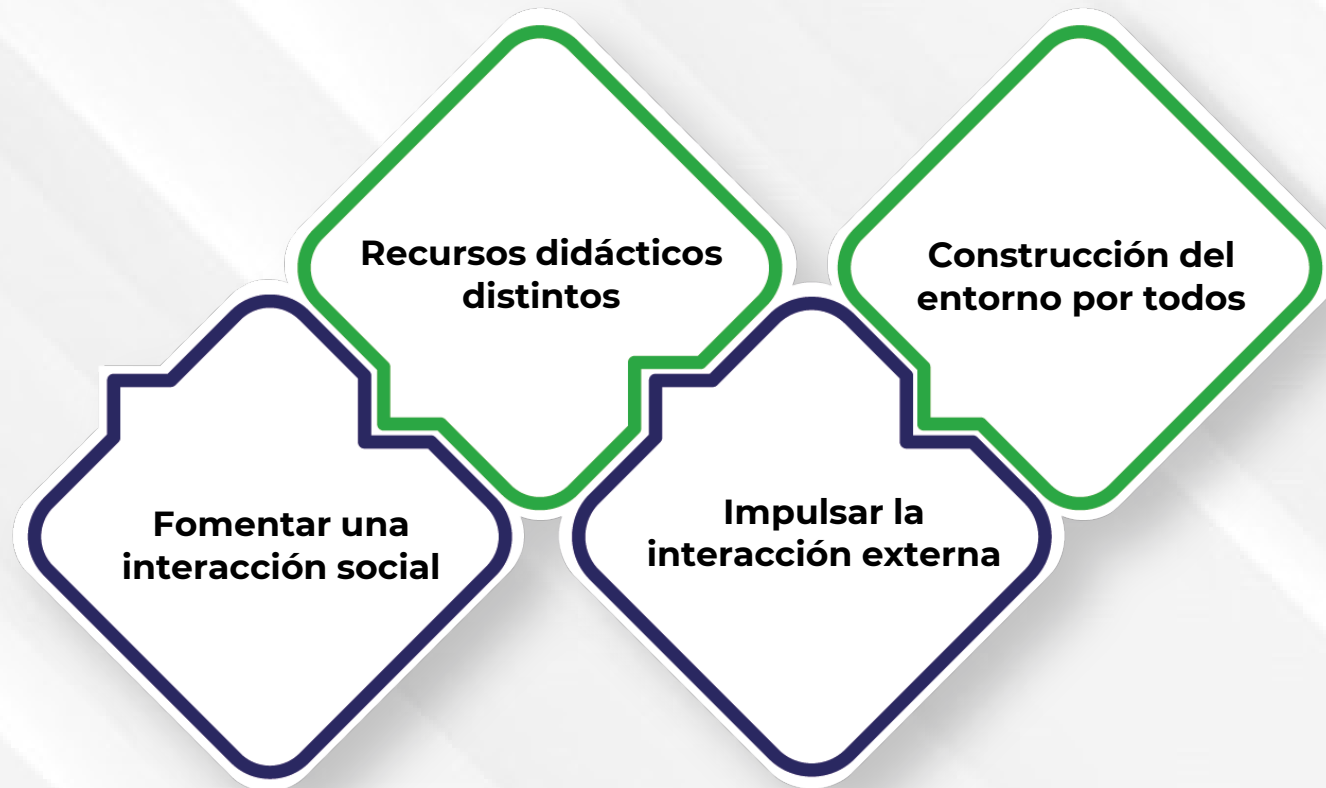 Recursos didácticos
distintos
Construcción del
entorno por todos
Fomentar una
interacción social
Impulsar la
interacción externa